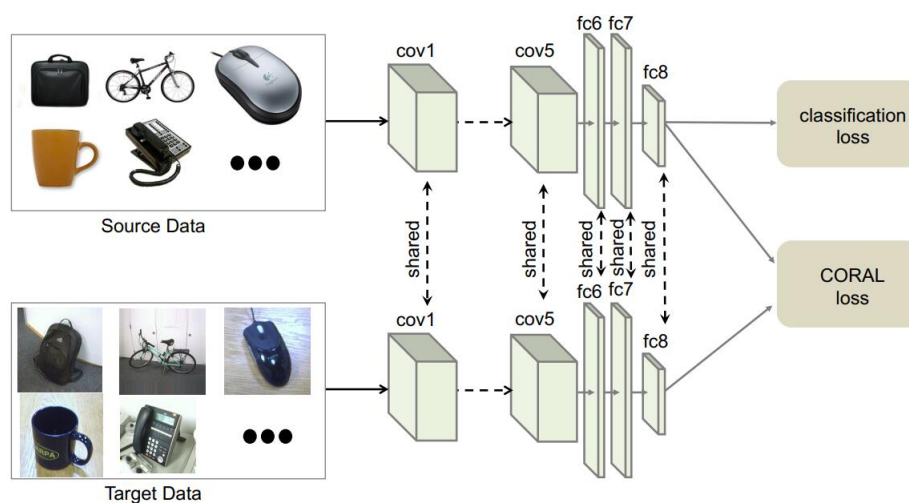 cov1
cov5
fc6
fc7
fc8
classification
loss
Source Data
shared
shared
shared
shared
shared
CORAL
loss
cov1
cov5
fc6
fc7
fc8
Target Data